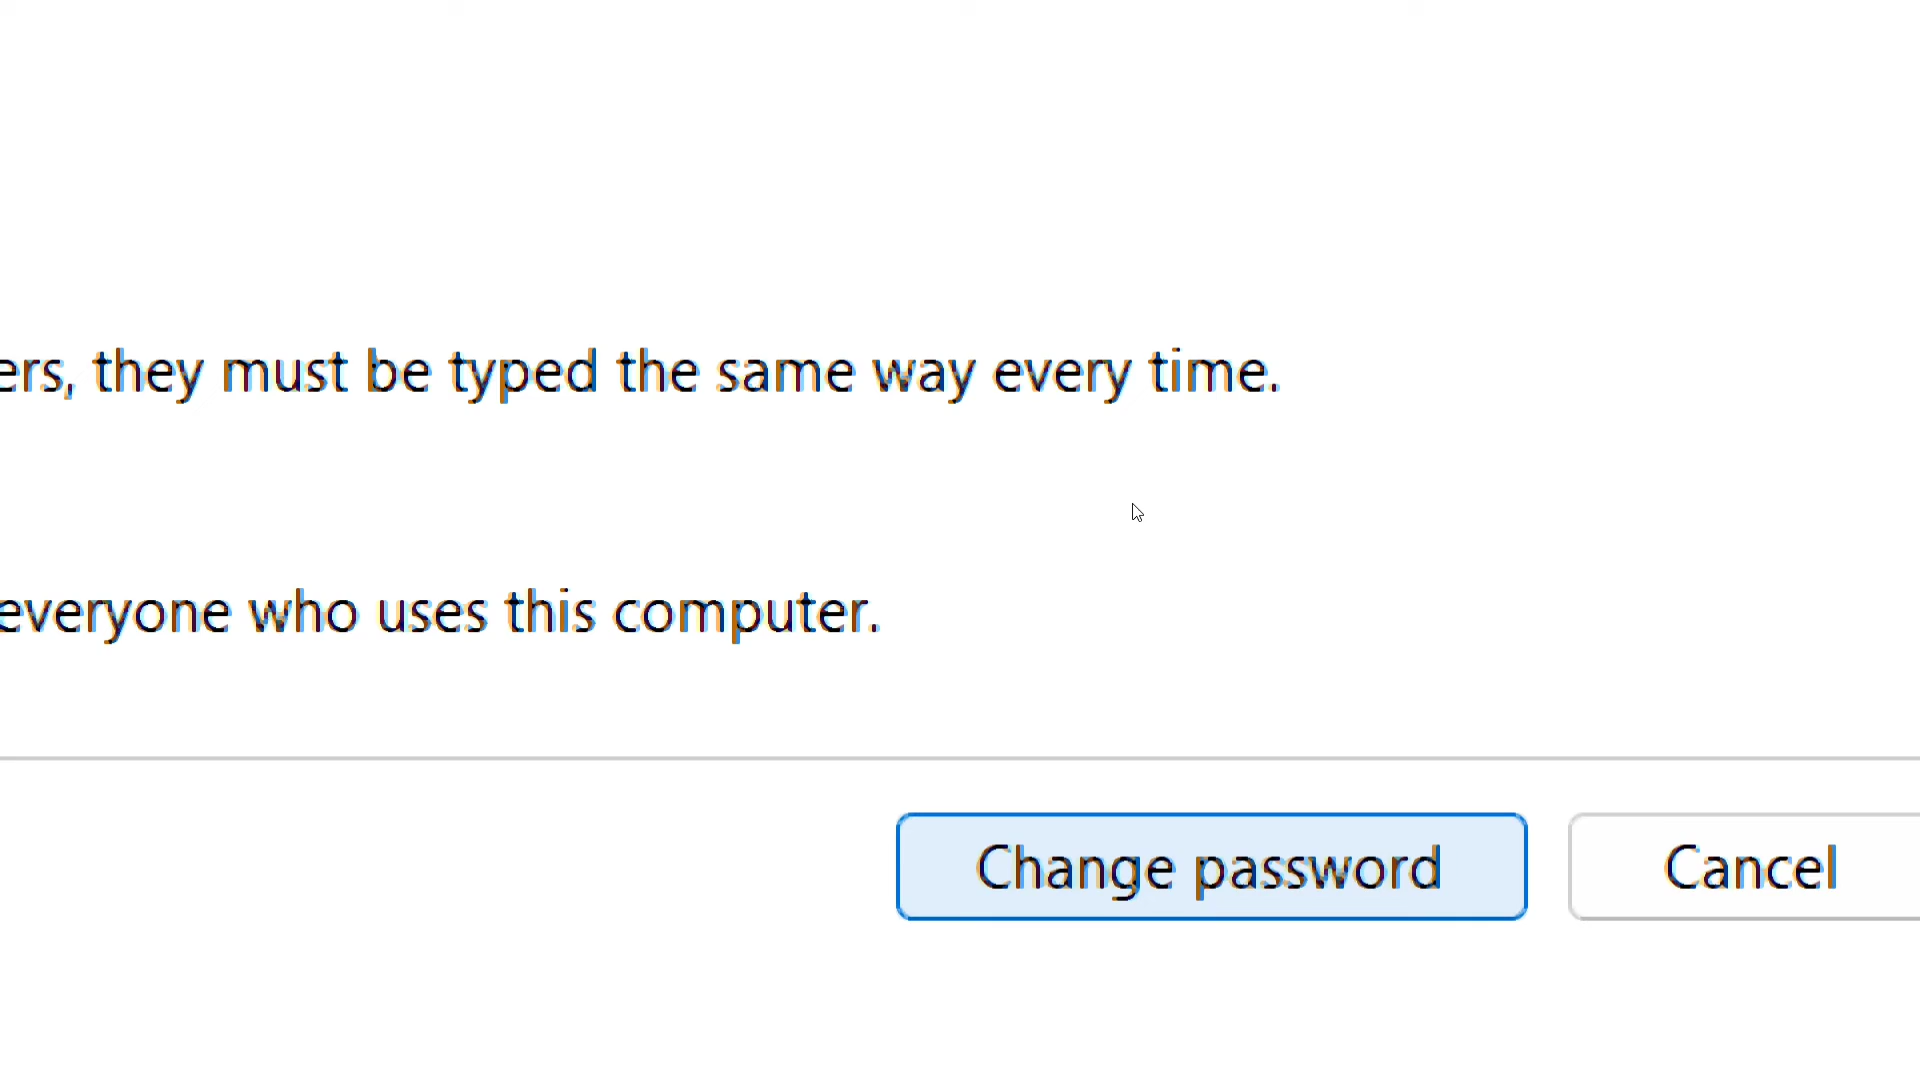 ers, they must be typed the same way every time.
everyone who uses this computer.
Change password
Cancel